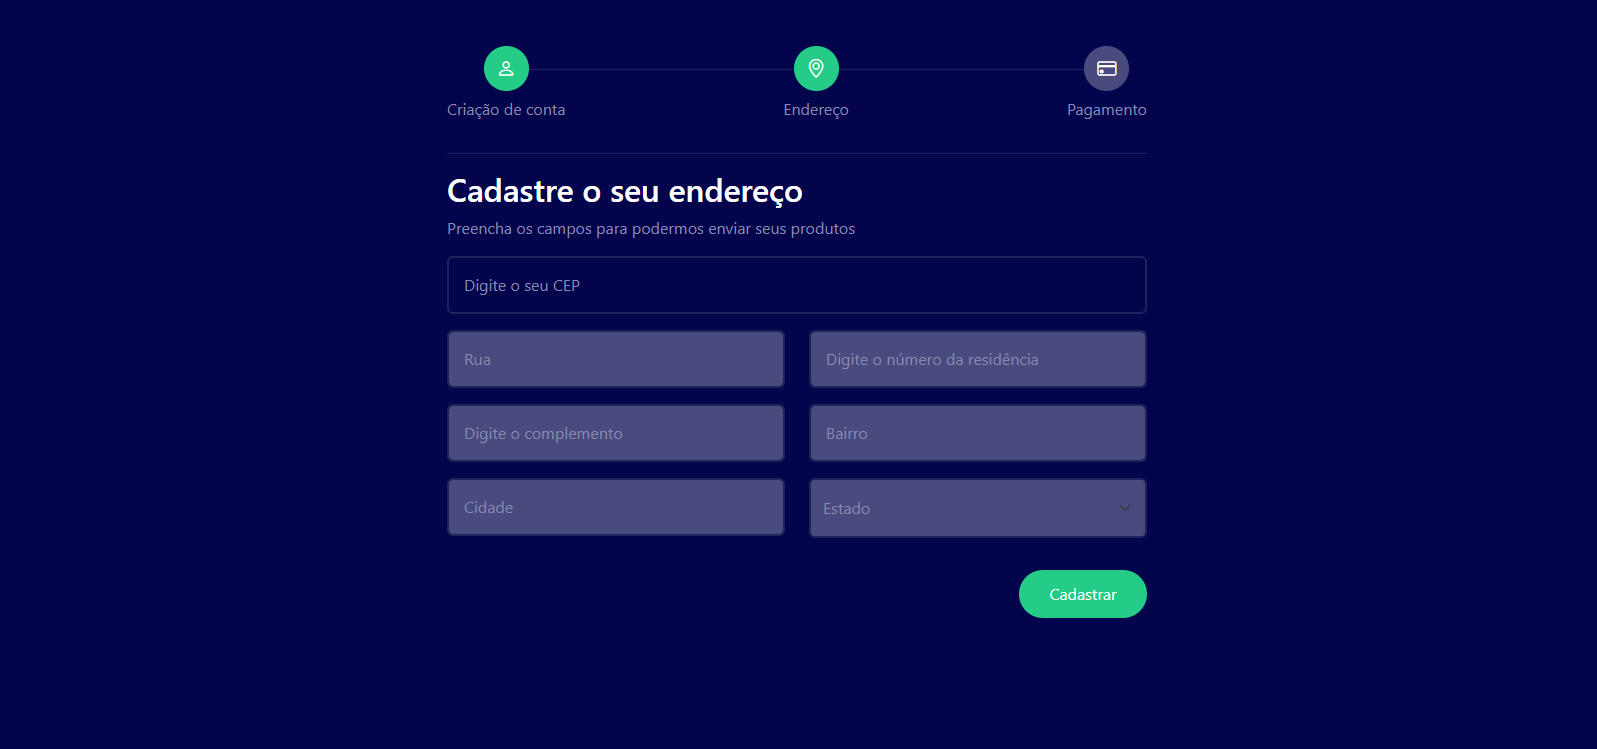 Criação de conta
Endereço
Pagamento
Cadastre o seu endereço
Preencha os campos para podermos enviar seus produtos
Digite o seu CEP
Rua
Digite o número da residência
Digite o complemento
Bairro
Cidade
Estado
Cadastrar